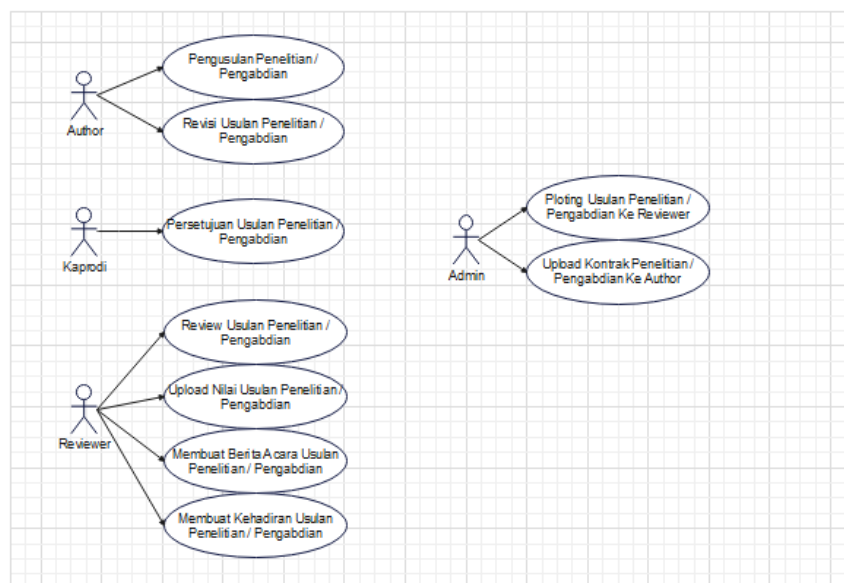 Pengusulan Penelitian /
Pengabdian
Author
Revisi Usulan Penelitian /
Pengabdian
Persetujuan Usulan Penelitian /
Pengabdian
Kaprodi
Ploting Usulan Penelitian /
Pengabdian Ke Reviewer
Admin
Upload Kontrak Penelitian /
Pengabdian Ke Author
Review Usulan Penelitian /
Pengabdian
Upload Nilai Usulan Penelitian /
Pengabdian
Reviewer
Membuat Berita Acara Usulan
Penelitian / Pengabdian
Membuat Kehadiran Usulan
Penelitian / Pengabdian